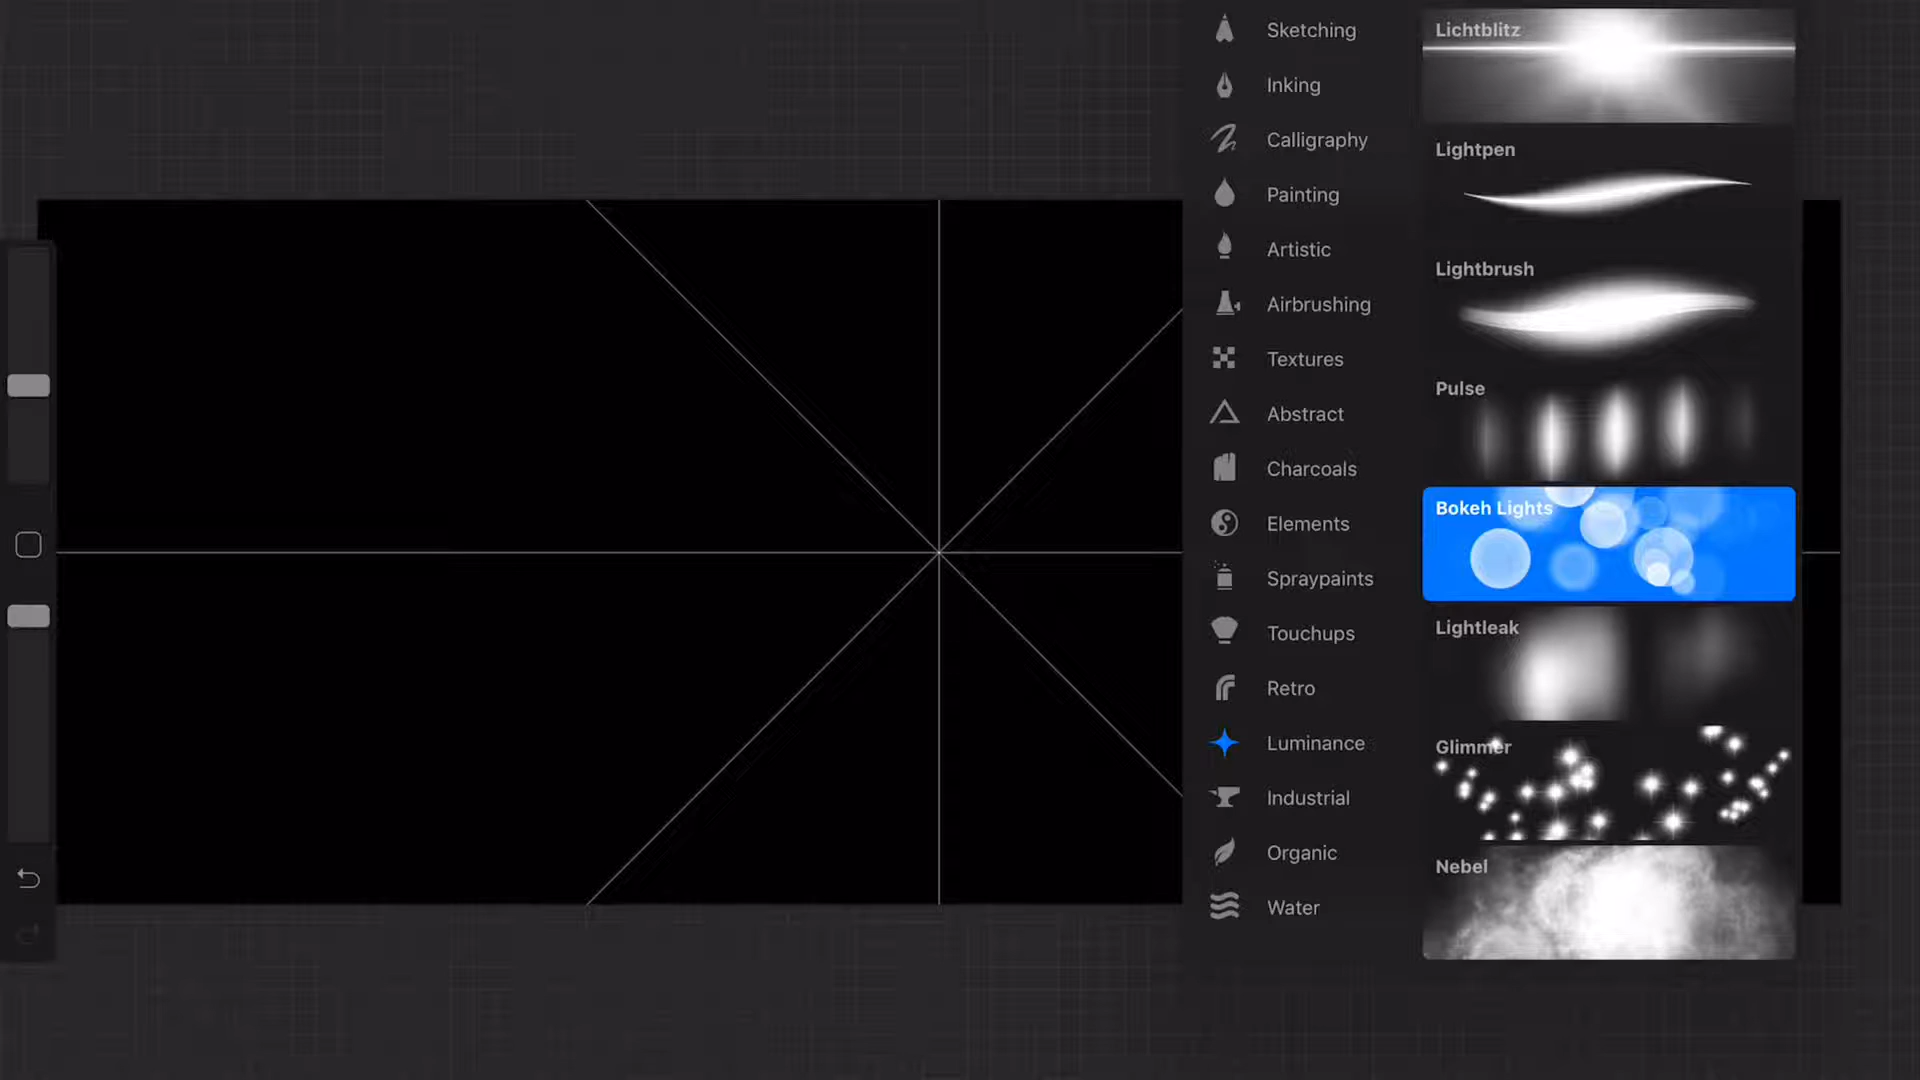 Sketching
Inking
Calligraphy
Painting
Artistic
Airbrushing
Textures
Abstract
Charcoals
Elements
Spraypaints
Touchups
Retro
Luminance
Industrial
Organic
Water
Lichtblitz
Lightpen
Lightbrush
Pulse
Bokeh Lights
Lightleak
Glimmer
Nebel